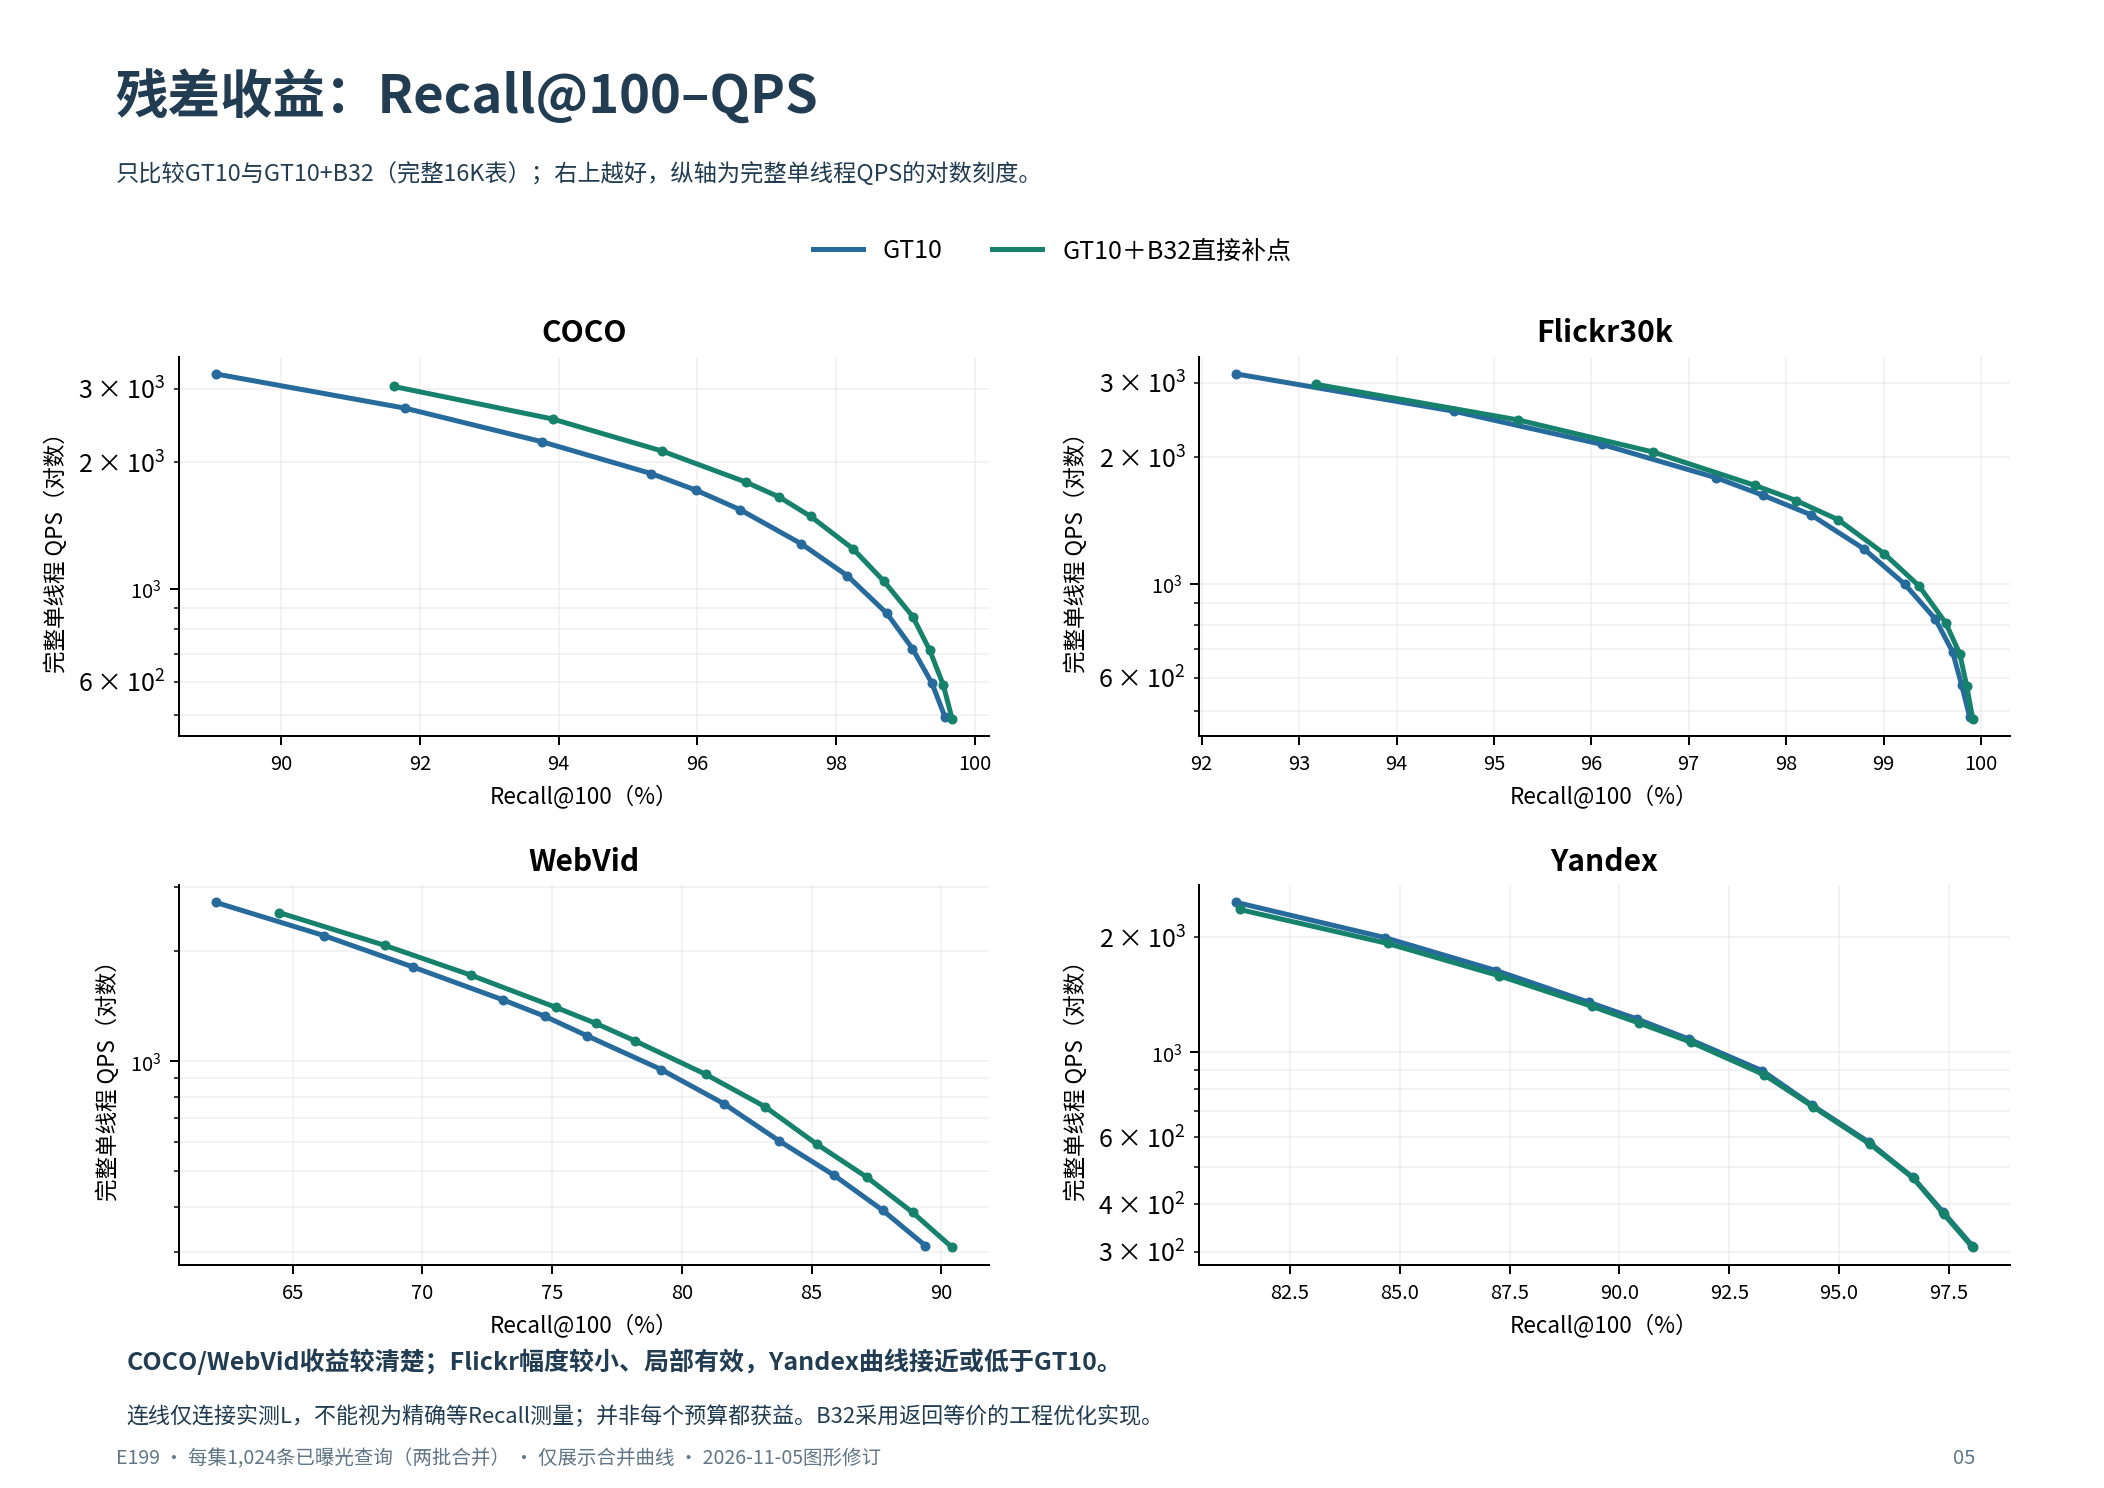 残差收益：Recall@100–QPS
只比较GT10与GT10+B32（完整16K表）；右上越好，纵轴为完整单线程QPS的对数刻度。
GT10
GT10＋B32直接补点
COCO
3 × 10³
2 × 10³
10³
6 × 10²
完整单线程 QPS（对数）
90 92 94 96 98 100
Recall@100（%）
Flickr30k
3 × 10³
2 × 10³
10³
6 × 10²
完整单线程 QPS（对数）
92 93 94 95 96 97 98 99 100
Recall@100（%）
WebVid
10³
完整单线程 QPS（对数）
65 70 75 80 85 90
Recall@100（%）
Yandex
2 × 10³
10³
6 × 10²
4 × 10²
3 × 10²
完整单线程 QPS（对数）
82.5 85.0 87.5 90.0 92.5 95.0 97.5
Recall@100（%）
COCO/WebVid收益较清楚；Flickr幅度较小、局部有效，Yandex曲线接近或低于GT10。
连线仅连接实测L，不能视为精确等Recall测量；并非每个预算都获益。B32采用返回等价的工程优化实现。
E199 · 每集1,024条已曝光查询（两批合并） · 仅展示合并曲线 · 2026-11-05图形修订
05